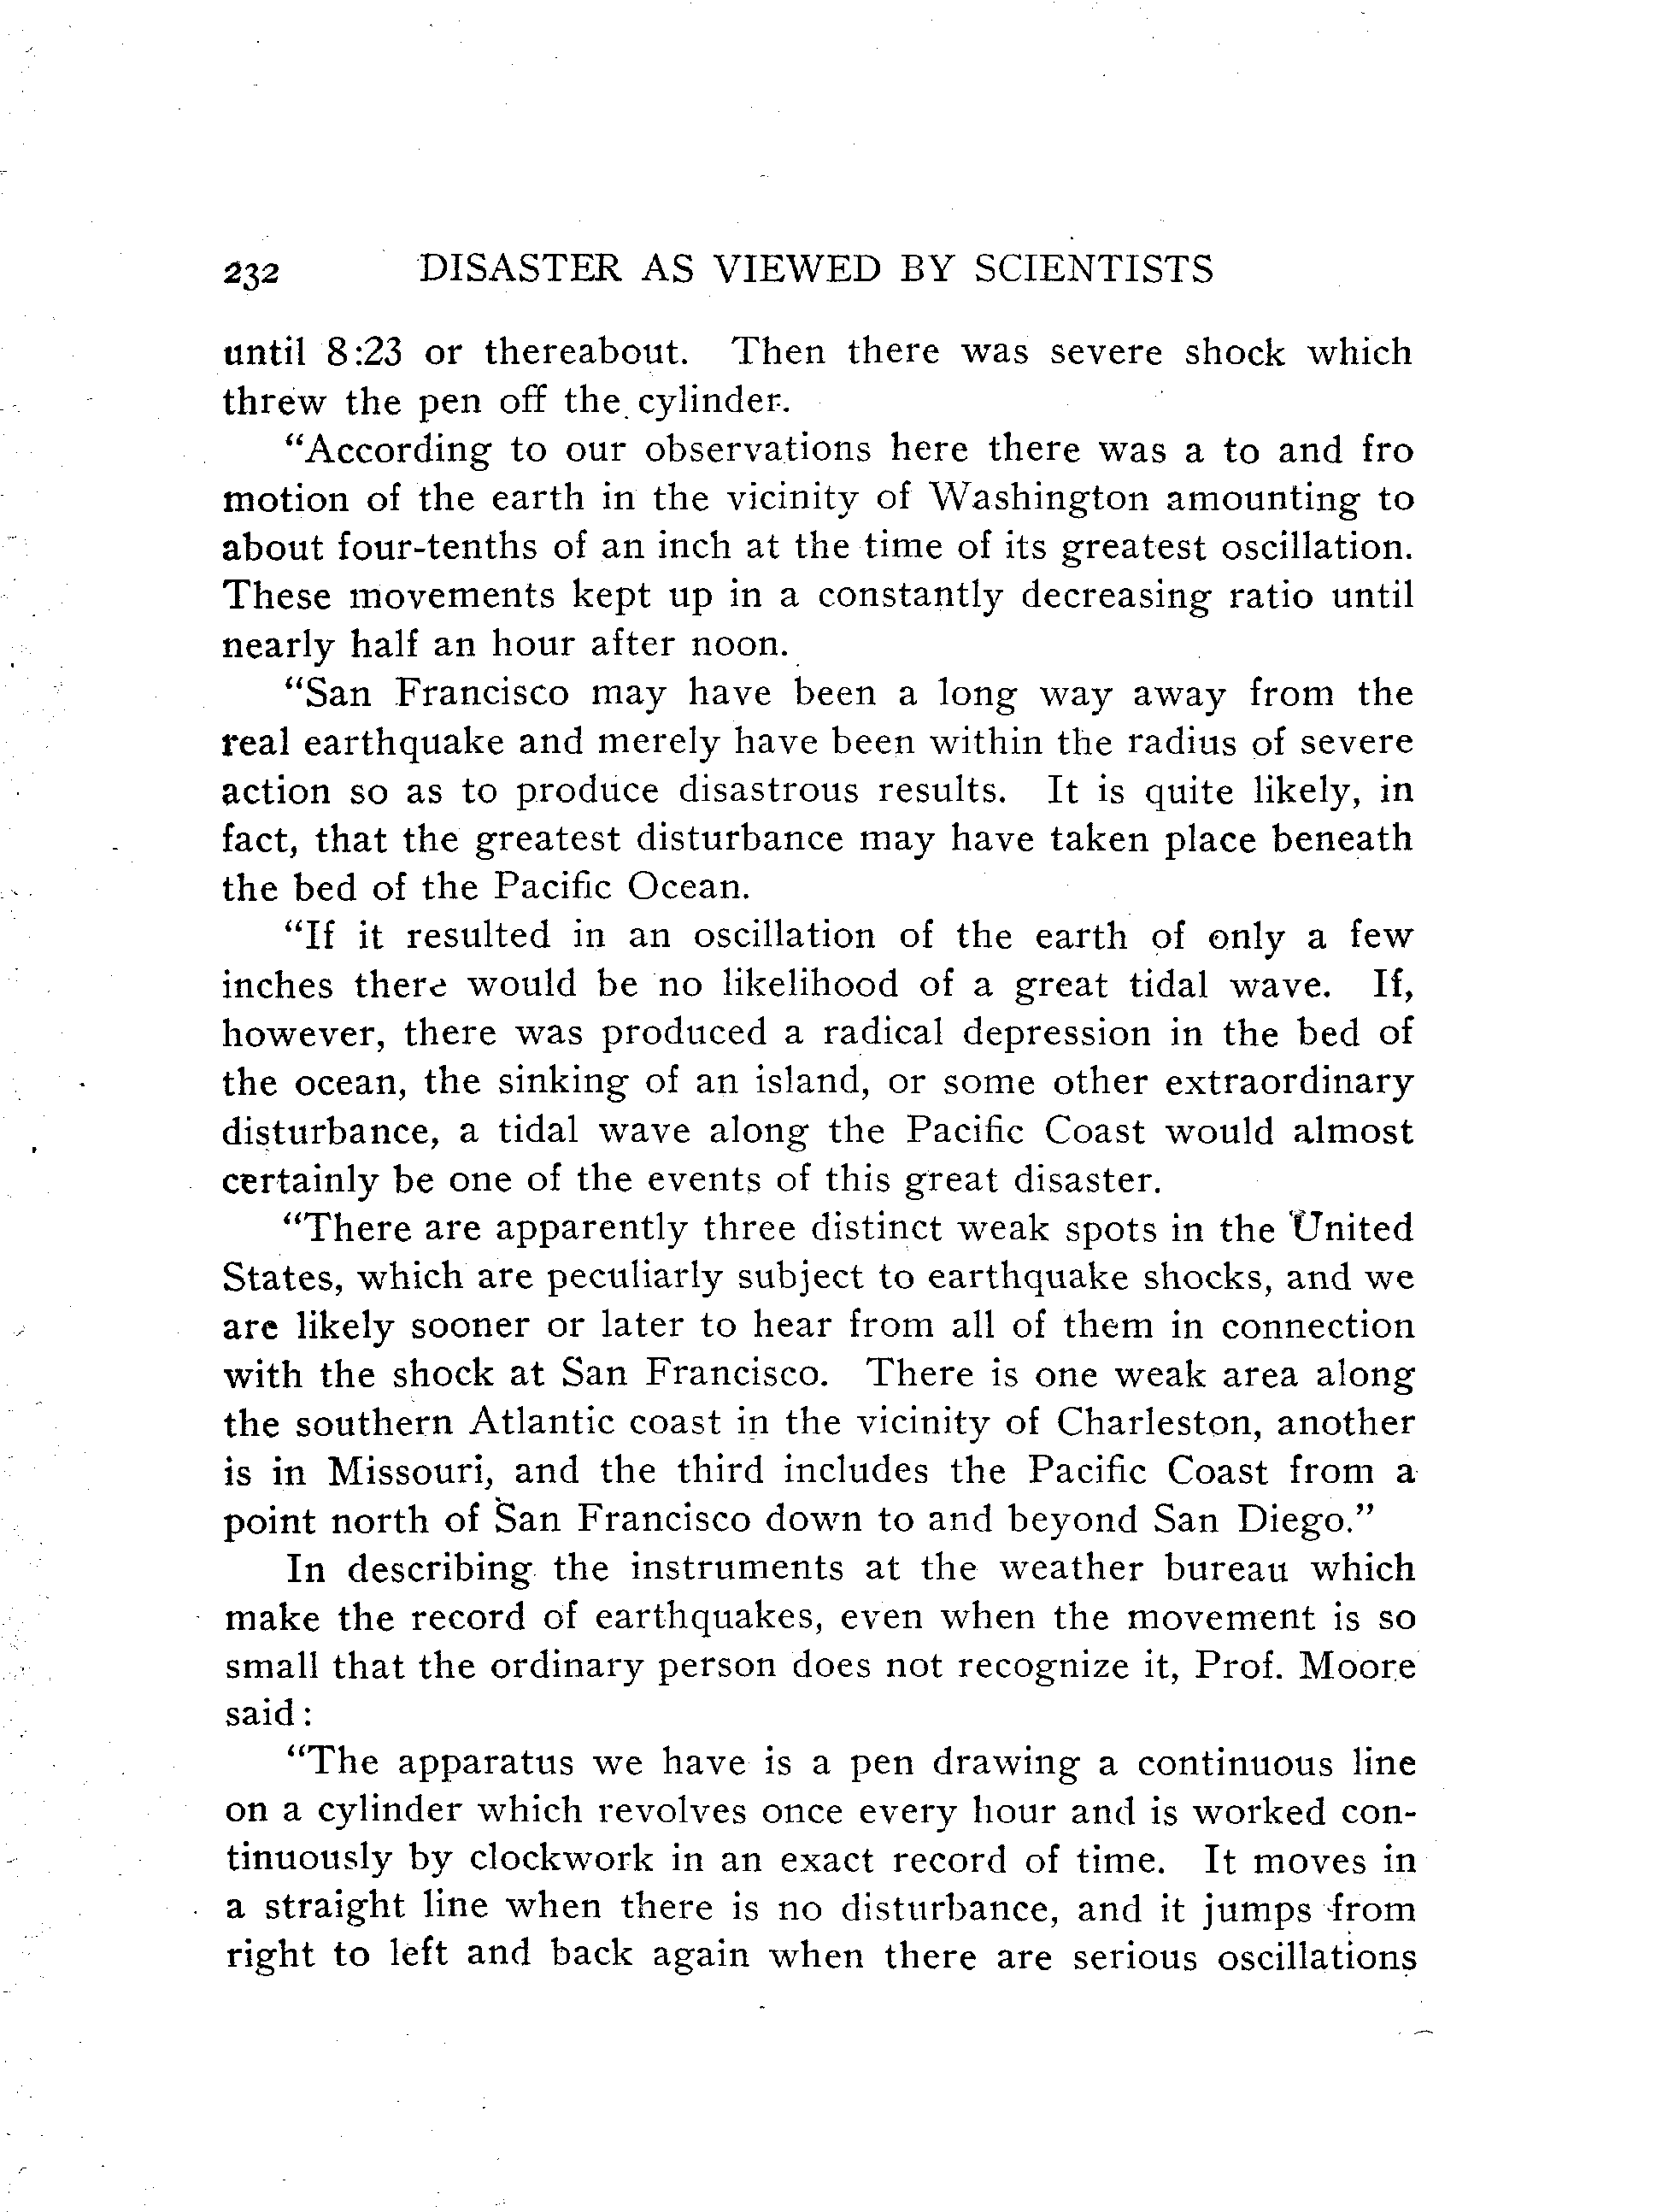 232 DISASTER AS VIEWED BY SCIENTISTS
until 8:23 or thereabout. Then there was severe shock which
threw the pen off the cylinder.
“According to our observations here there was a to and fro
motion of the earth in the vicinity of Washington amounting to
about four-tenths of an inch at the time of its greatest oscillation.
These movements kept up in a constantly decreasing ratio until
nearly half an hour after noon.
“San Francisco may have been a long way away from the
real earthquake and merely have been within the radius of severe
action so as to produce disastrous results. It is quite likely, in
fact, that the greatest disturbance may have taken place beneath
the bed of the Pacific Ocean.
“If it resulted in an oscillation of the earth of only a few
inches there would be no likelihood of a great tidal wave. If,
however, there was produced a radical depression in the bed of
the ocean, the sinking of an island, or some other extraordinary
disturbance, a tidal wave along the Pacific Coast would almost
certainly be one of the events of this great disaster.
“There are apparently three distinct weak spots in the United
States, which are peculiarly subject to earthquake shocks, and we
are likely sooner or later to hear from all of them in connection
with the shock at San Francisco. There is one weak area along
the southern Atlantic coast in the vicinity of Charleston, another
is in Missouri, and the third includes the Pacific Coast from a
point north of San Francisco down to and beyond San Diego.”
In describing the instruments at the weather bureau which
make the record of earthquakes, even when the movement is so
small that the ordinary person does not recognize it, Prof. Moore
said:
“The apparatus we have is a pen drawing a continuous line
on a cylinder which revolves once every hour and is worked con-
tinuously by clockwork in an exact record of time. It moves in
a straight line when there is no disturbance, and it jumps from
right to left and back again when there are serious oscillations